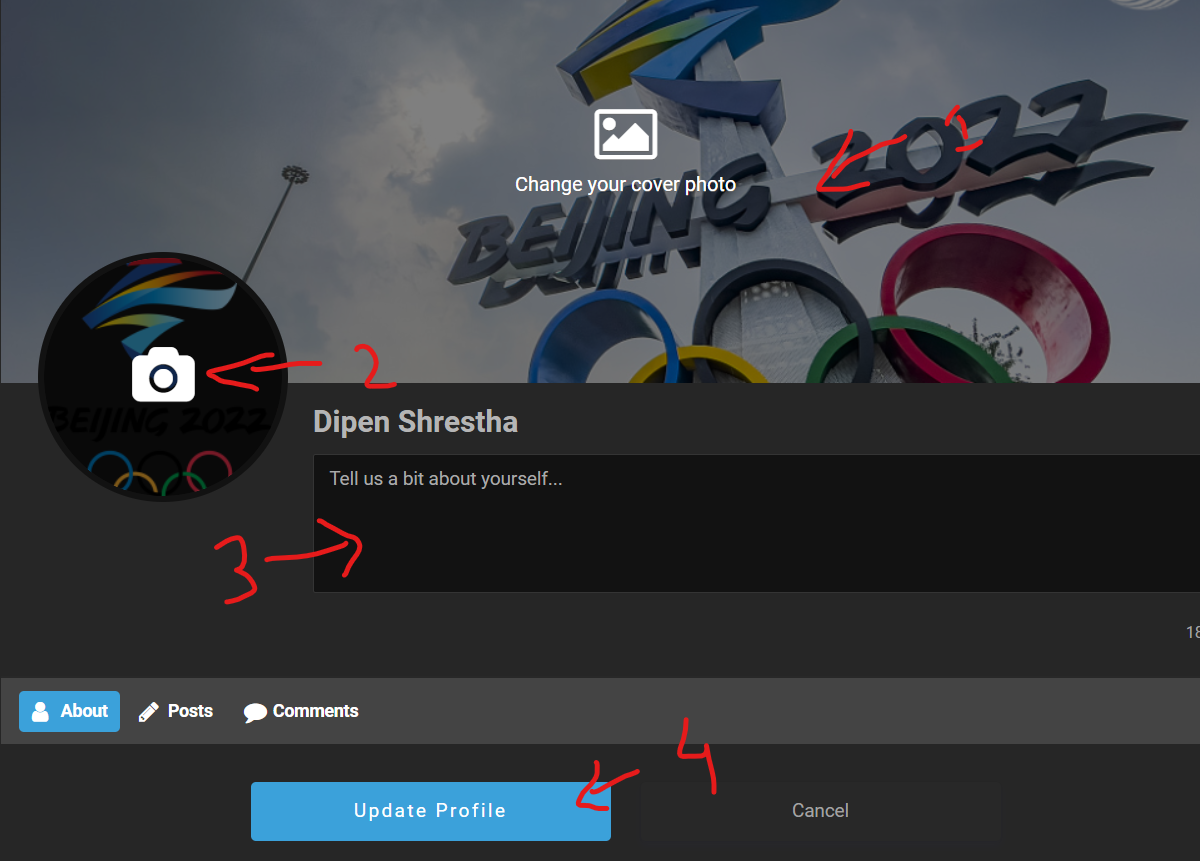 1
Change your cover photo
BEIJING 2022
2
BEIJING 2022
Dipen Shrestha
Tell us a bit about yourself...
3
18
About
Posts
Comments
4
Update Profile
Cancel